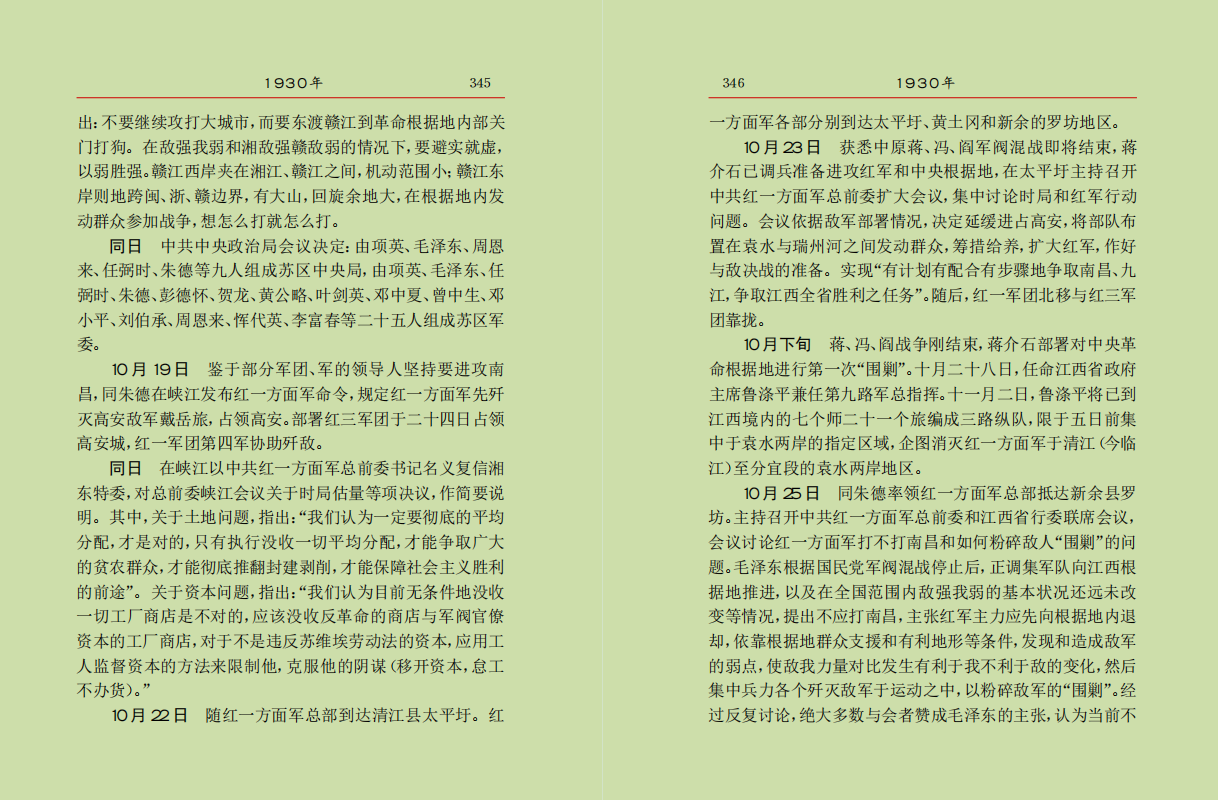 1930年 345
出:不要继续攻打大城市,而要东渡赣江到革命根据地内部关
门打狗。在敌强我弱和湘敌强赣敌弱的情况下,要避实就虚,
以弱胜强。赣江西岸夹在湘江、赣江之间,机动范围小;赣江东
岸则地跨闽、浙、赣边界,有大山,回旋余地大,在根据地内发
动群众参加战争,想怎么打就怎么打。
同日 中共中央政治局会议决定:由项英、毛泽东、周恩
来、任弼时、朱德等九人组成苏区中央局,由项英、毛泽东、任
弼时、朱德、彭德怀、贺龙、黄公略、叶剑英、邓中夏、曾中生、邓
小平、刘伯承、周恩来、恽代英、李富春等二十五人组成苏区军
委。
10月19日 鉴于部分军团、军的领导人坚持要进攻南
昌,同朱德在峡江发布红一方面军命令,规定红一方面军先歼
灭高安敌军戴岳旅,占领高安。部署红三军团于二十四日占领
高安城,红一军团第四军协助歼敌。
同日 在峡江以中共红一方面军总前委书记名义复信湘
东特委,对总前委峡江会议关于时局估量等项决议,作简要说
明。其中,关于土地问题,指出:“我们认为一定要彻底的平均
分配,才是对的,只有执行没收一切平均分配,才能争取广大
的贫农群众,才能彻底推翻封建剥削,才能保障社会主义胜利
的前途”。关于资本问题,指出:“我们认为目前无条件地没收
一切工厂商店是不对的,应该没收反革命的商店与军阀官僚
资本的工厂商店,对于不是违反苏维埃劳动法的资本,应用工
人监督资本的方法来限制他,克服他的阴谋(移开资本,怠工
不办货)。”
10月22日 随红一方面军总部到达清江县太平圩。红
346 1930年
一方面军各部分别到达太平圩、黄土冈和新余的罗坊地区。
10月23日 获悉中原蒋、冯、阎军阀混战即将结束,蒋
介石已调兵准备进攻红军和中央根据地,在太平圩主持召开
中共红一方面军总前委扩大会议,集中讨论时局和红军行动
问题。会议依据敌军部署情况,决定延缓进占高安,将部队布
置在袁水与瑞州河之间发动群众,筹措给养,扩大红军,作好
与敌决战的准备。实现“有计划有配合有步骤地争取南昌、九
江,争取江西全省胜利之任务”。随后,红一军团北移与红三军
团靠拢。
10月下旬 蒋、冯、阎战争刚结束,蒋介石部署对中央革
命根据地进行第一次“围剿”。十月二十八日,任命江西省政府
主席鲁涤平兼任第九路军总指挥。十一月二日,鲁涤平将已到
江西境内的七个师二十一个旅编成三路纵队,限于五日前集
中于袁水两岸的指定区域,企图消灭红一方面军于清江(今临
江)至分宜段的袁水两岸地区。
10月25日 同朱德率领红一方面军总部抵达新余县罗
坊。主持召开中共红一方面军总前委和江西省行委联席会议,
会议讨论红一方面军打不打南昌和如何粉碎敌人“围剿”的问
题。毛泽东根据国民党军阀混战停止后,正调集军队向江西根
据地推进,以及在全国范围内敌强我弱的基本状况还远未改
变等情况,提出不应打南昌,主张红军主力应先向根据地内退
却,依靠根据地群众支援和有利地形等条件,发现和造成敌军
的弱点,使敌我力量对比发生有利于我不利于敌的变化,然后
集中兵力各个歼灭敌军于运动之中,以粉碎敌军的“围剿”。经
过反复讨论,绝大多数与会者赞成毛泽东的主张,认为当前不